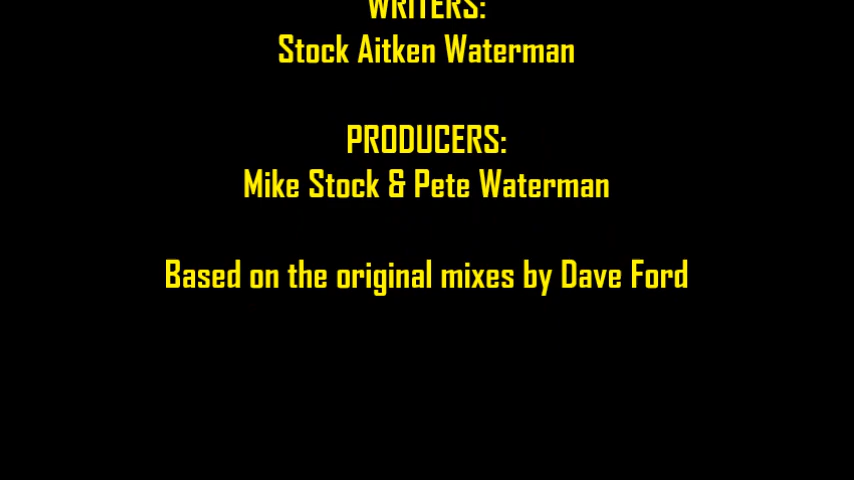 WRITERS:
Stock Aitken Waterman
PRODUCERS:
Mike Stock & Pete Waterman
Based on the original mixes by Dave Ford